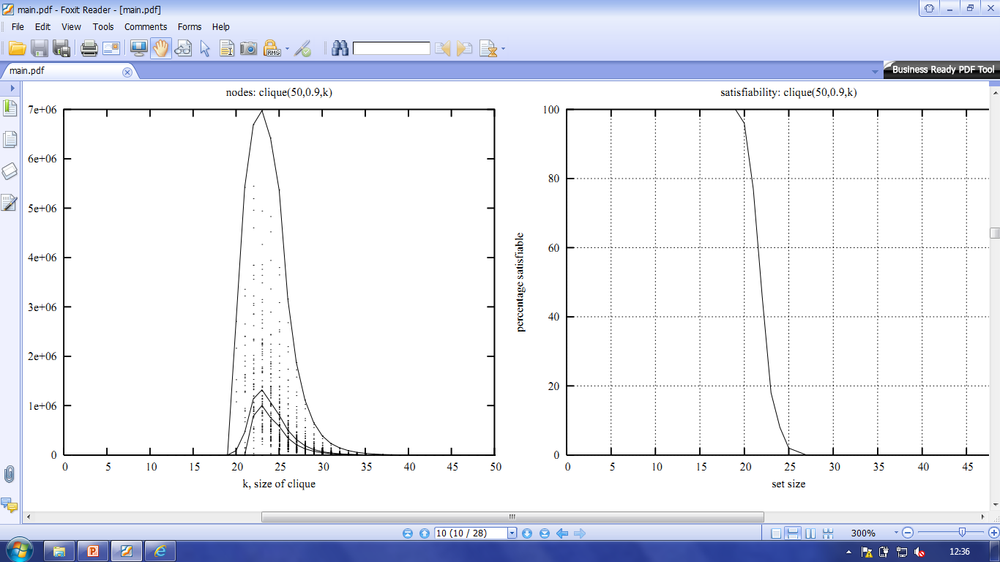 main.pdf - Foxit Reader - [main.pdf]
File Edit View Tools Comments Forms Help
RMS
main.pdf
Business Ready PDF Tool
nodes: clique(50,0.9,k)
7e+06
6e+06
5e+06
4e+06
3e+06
2e+06
1e+06
0
0 5 10 15 20 25 30 35 40 45 50
k, size of clique
satisfiability: clique(50,0.9,k)
percentage satisfiable
100
80
60
40
20
0
0 5 10 15 20 25 30 35 40 45
set size
10 (10 / 28)
300%
12:36